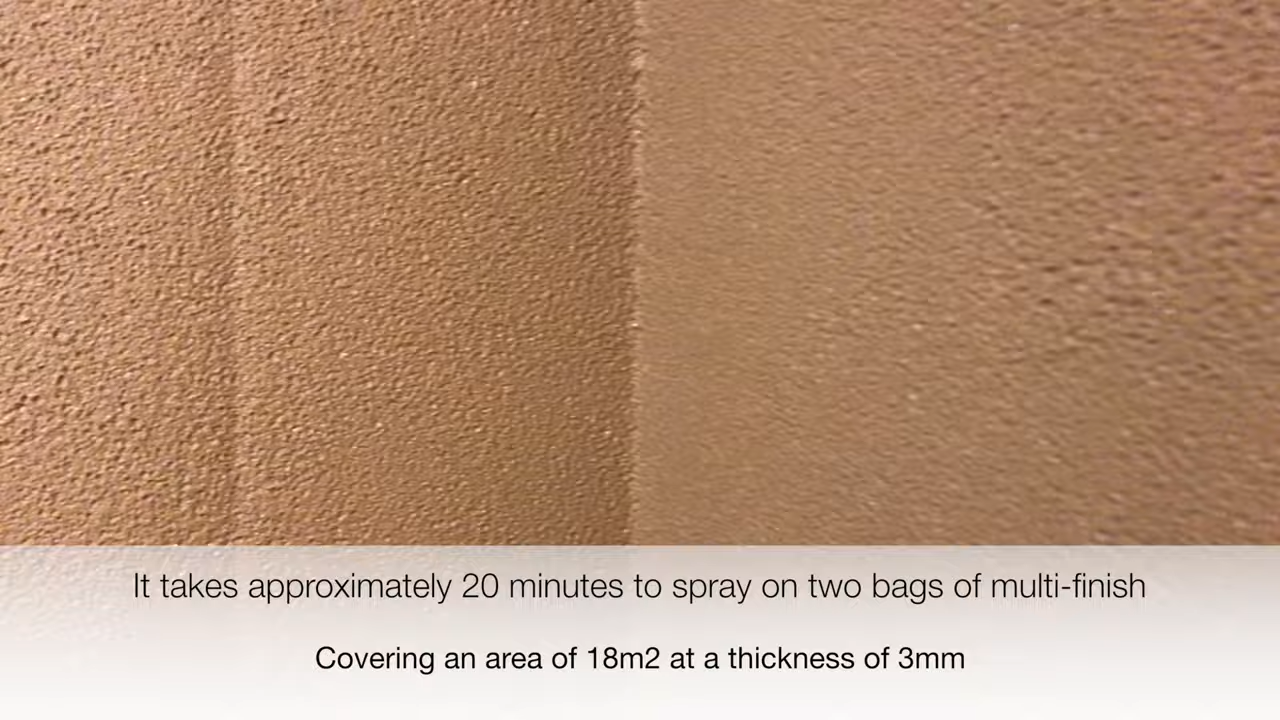 It takes approximately 20 minutes to spray on two bags of multi-finish
Covering an area of 18m2 at a thickness of 3mm